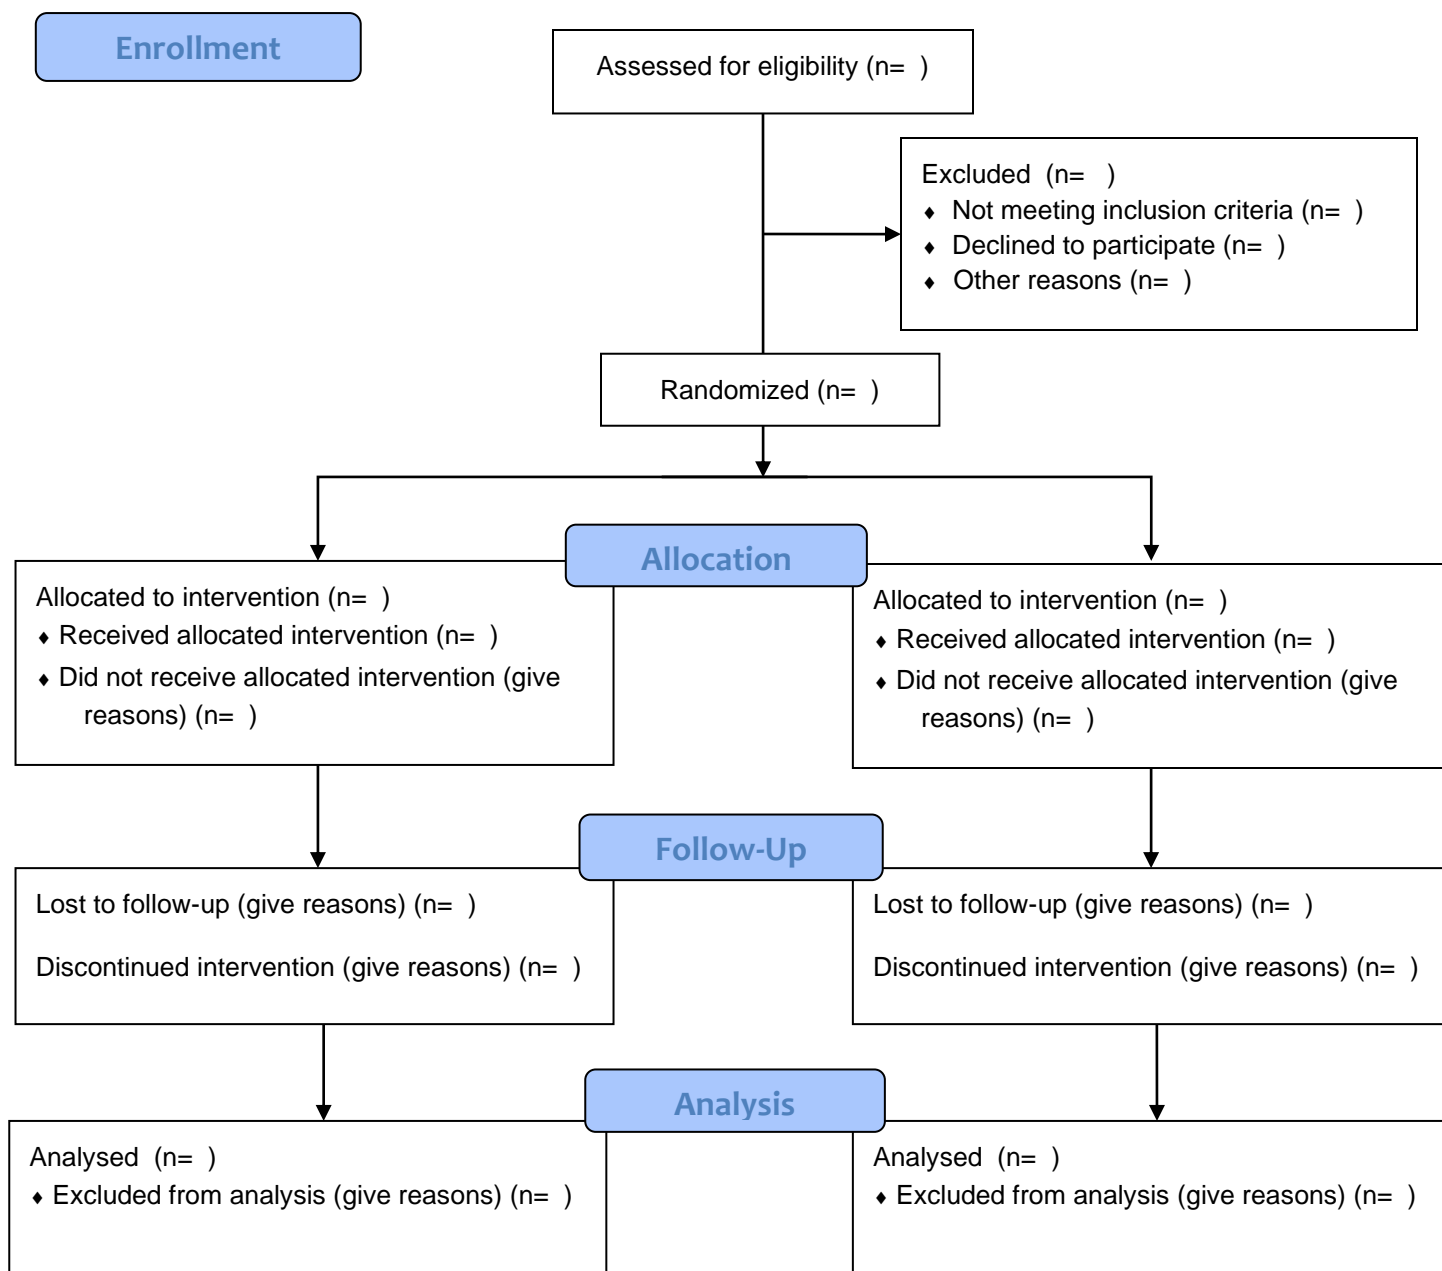 Enrollment
Assessed for eligibility (n=  )
Excluded  (n=   )
♦ Not meeting inclusion criteria (n=  )
♦ Declined to participate (n=  )
♦ Other reasons (n=  )
Randomized (n=  )
Allocation
Allocated to intervention (n=  )
♦ Received allocated intervention (n=  )
♦ Did not receive allocated intervention (give
reasons) (n=  )
Allocated to intervention (n=  )
♦ Received allocated intervention (n=  )
♦ Did not receive allocated intervention (give
reasons) (n=  )
Follow-Up
Lost to follow-up (give reasons) (n=  )
Discontinued intervention (give reasons) (n=  )
Lost to follow-up (give reasons) (n=  )
Discontinued intervention (give reasons) (n=  )
Analysis
Analysed  (n=  )
♦ Excluded from analysis (give reasons) (n=  )
Analysed  (n=  )
♦ Excluded from analysis (give reasons) (n=  )